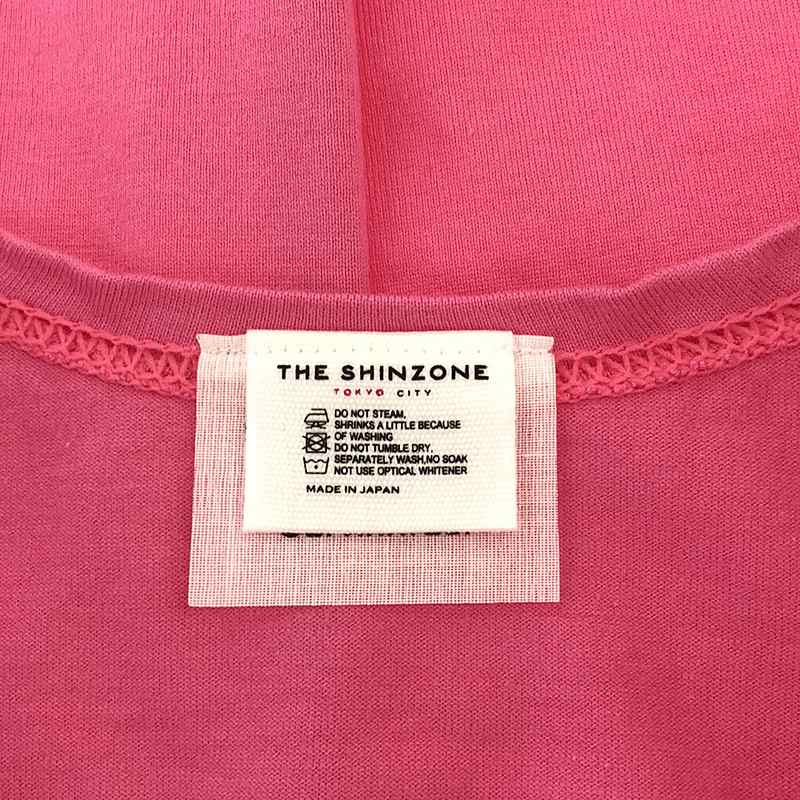 THE SHINZONE
TOKYO CITY
DO NOT STEAM.
SHRINKS A LITTLE BECAUSE
OF WASHING
DO NOT TUMBLE DRY.
SEPARATELY WASH,NO SOAK
NOT USE OPTICAL WHITENER
MADE IN JAPAN